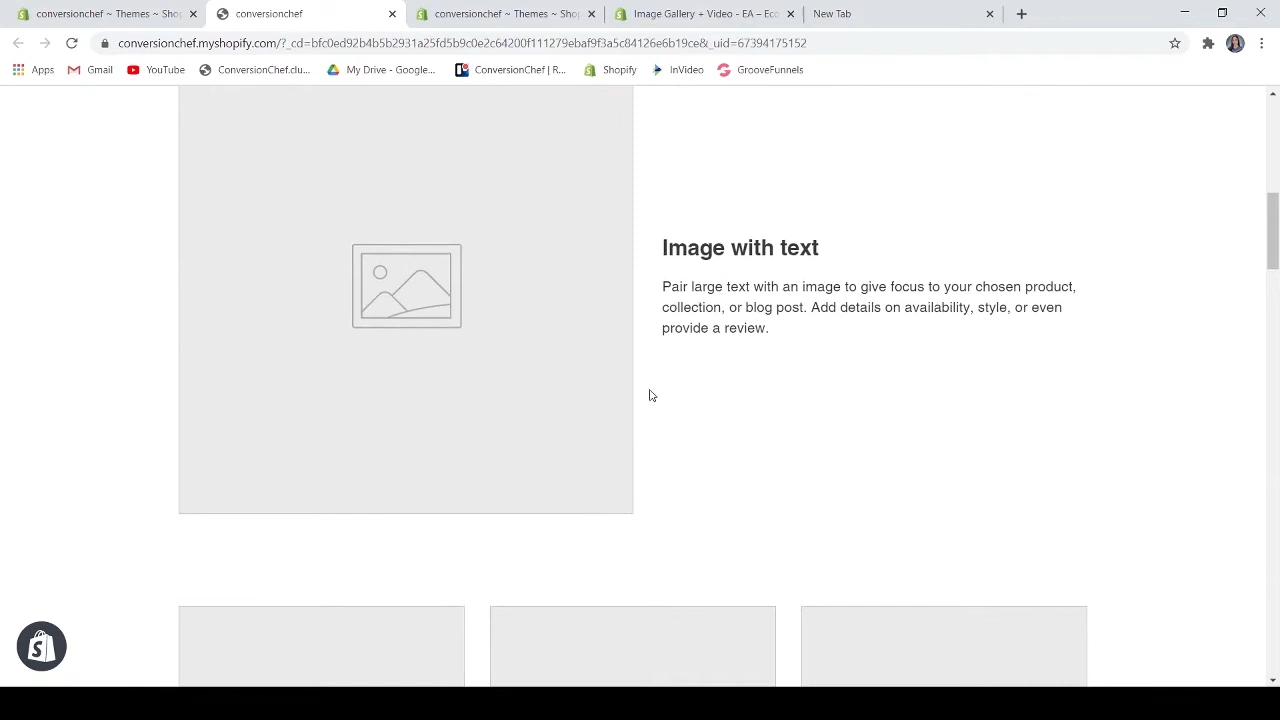 conversionchef ~ Themes ~ Shop
conversionchef
conversionchef ~ Themes ~ Shop
Image Gallery + Video - EA – Eco
New Tab
conversionchef.myshopify.com/?_cd=bfc0ed92b4b5b2931a25fd5b9c0e2c64200f111279ebaf9f3a5c84126e6b19ce&_uid=67394175152
Apps
Gmail
YouTube
ConversionChef.clu...
My Drive - Google...
ConversionChef | R...
Shopify
InVideo
GrooveFunnels
Image with text
Pair large text with an image to give focus to your chosen product,
collection, or blog post. Add details on availability, style, or even
provide a review.